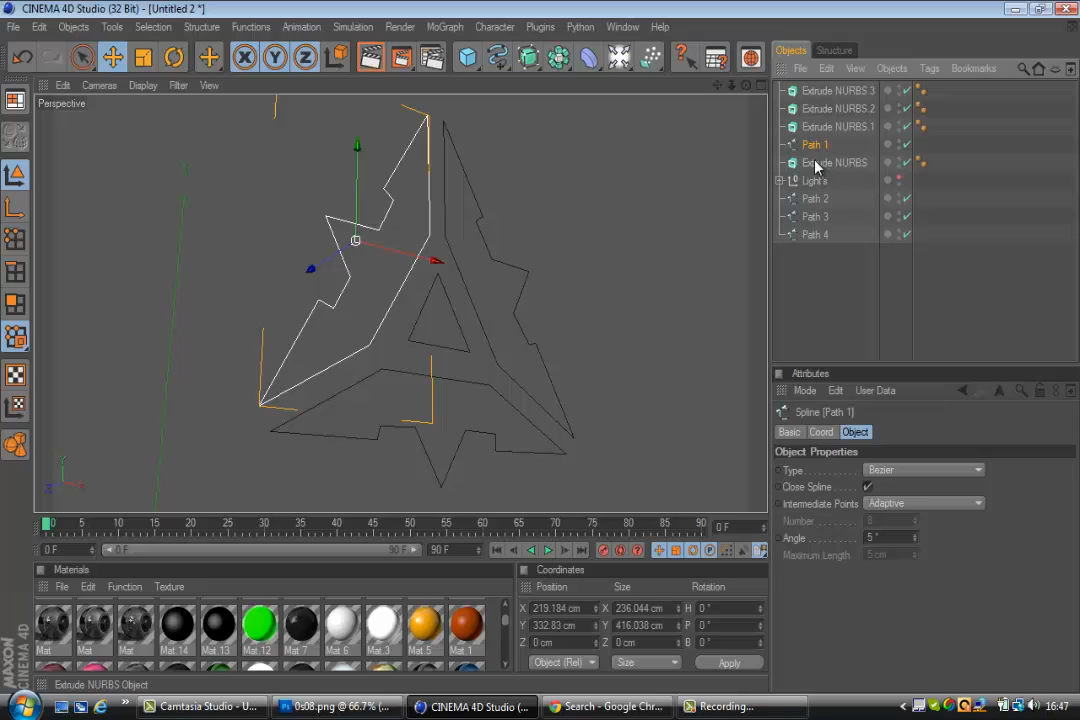 CINEMA 4D Studio (32 Bit) - [Untitled 2 *]
File Edit Objects Tools Selection Structure Functions Animation Simulation Render MoGraph Character Plugins Python Window Help
X Y Z
Edit Cameras Display Filter View
Perspective
Objects Structure
File Edit View Objects Tags Bookmarks
Extrude NURBS.3
Extrude NURBS.2
Extrude NURBS.1
Path 1
Extrude NURBS
Light's
Path 2
Path 3
Path 4
Attributes
Mode Edit User Data
Spline [Path 1]
Basic Coord Object
Object Properties
Type Bezier
Close Spline
Intermediate Points Adaptive
Number 8
Angle 5 °
Maximum Length 5 cm
0 5 10 15 20 25 30 35 40 45 50 55 60 65 70 75 80 85 90 0 F
0 F 0 F 90 F 90 F
Materials
File Edit Function Texture
Mat Mat Mat Mat.14 Mat.13 Mat.12 Mat.7 Mat.6 Mat.3 Mat.5 Mat.1
Coordinates
Position Size Rotation
X 219.184 cm X 236.044 cm H 0 °
Y 332.83 cm Y 416.038 cm P 0 °
Z 0 cm Z 0 cm B 0 °
Object (Rel) Size Apply
MAXON CINEMA 4D
Extrude NURBS Object
Camtasia Studio - U... 0s08.png @ 66.7% (... CINEMA 4D Studio (... Search - Google Chr... Recording... 16:47